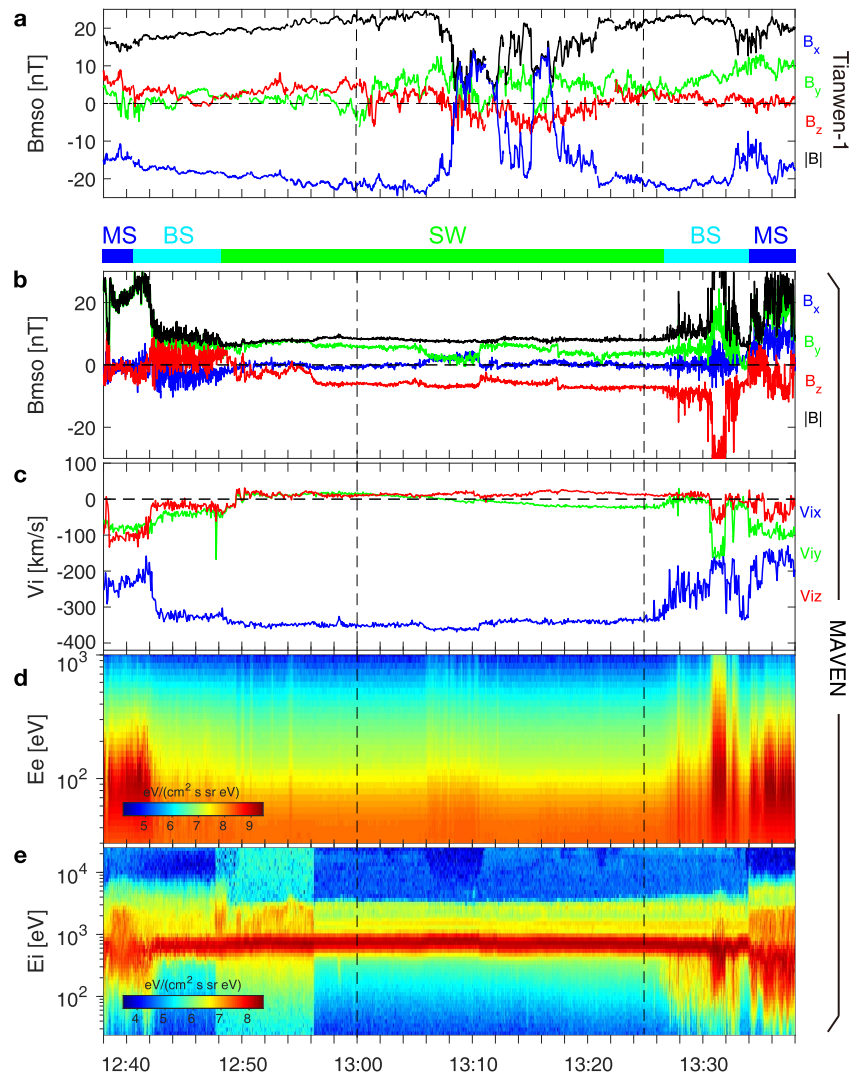 a
20
10
0
-10
-20
Bmso [nT]
Bx
By
Bz
|B|
Tianwen-1
MS
BS
SW
BS
MS
b
20
0
-20
Bmso [nT]
Bx
By
Bz
|B|
c
100
0
-100
-200
-300
-400
Vi [km/s]
Vix
Viy
Viz
MAVEN
d
10³
10²
Ee [eV]
eV/(cm² s sr eV)
5 6 7 8 9
e
10⁴
10³
10²
Ei [eV]
eV/(cm² s sr eV)
4 5 6 7 8
12:40 12:50 13:00 13:10 13:20 13:30